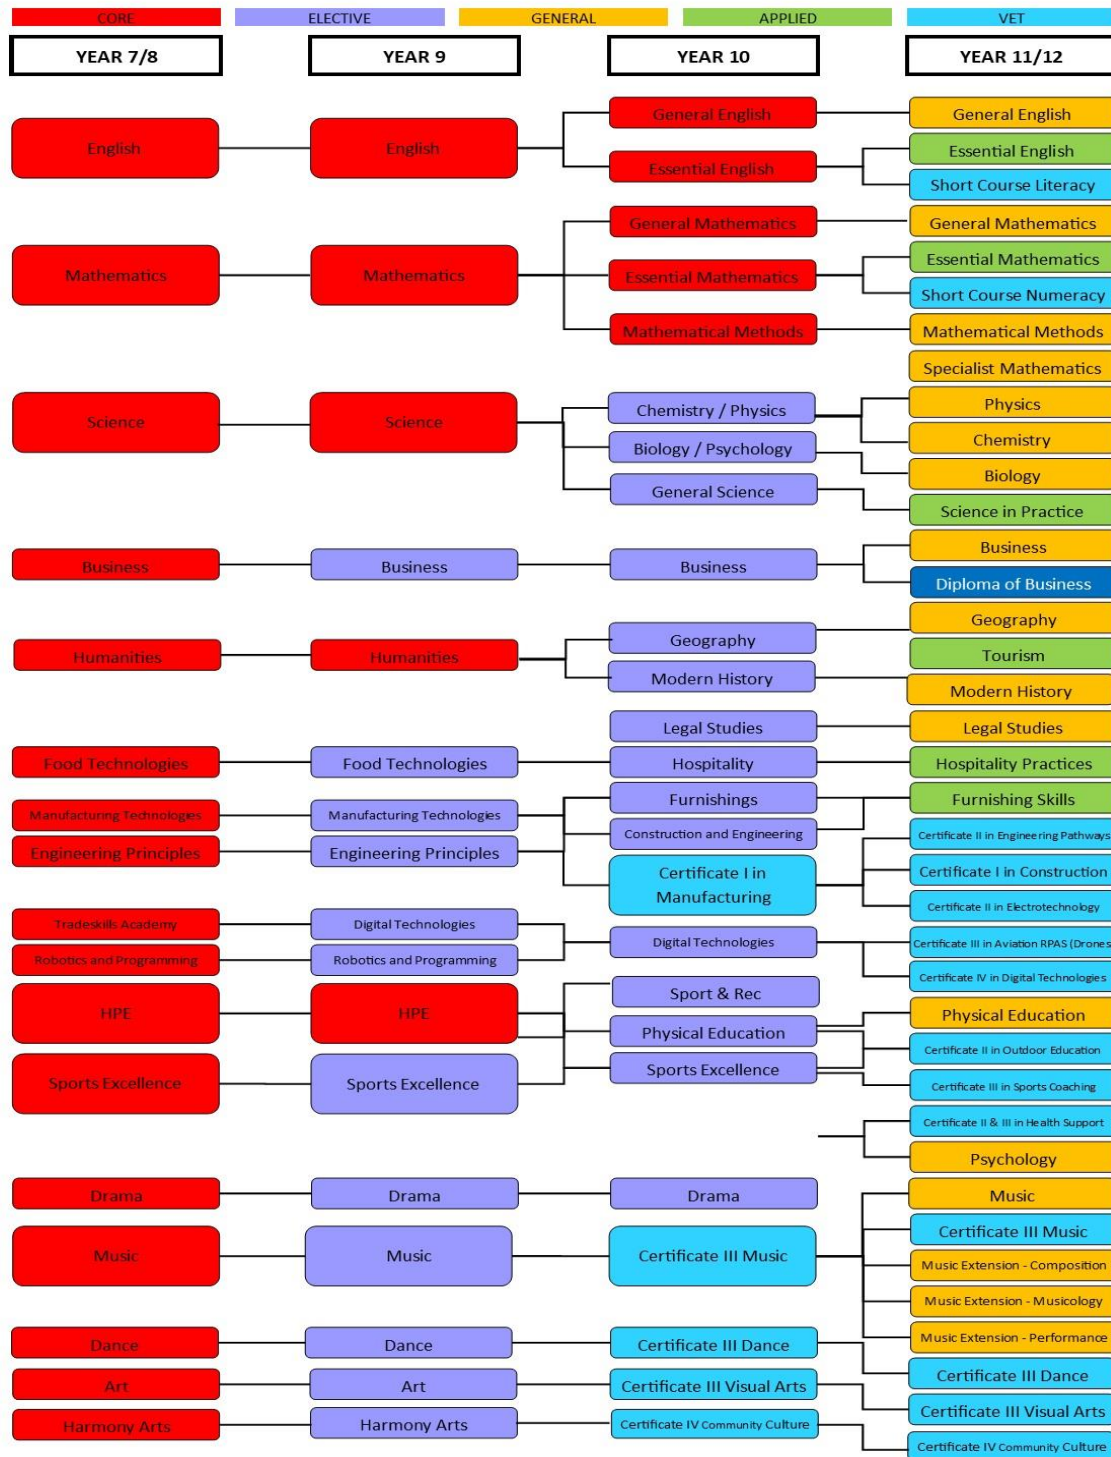 CORE ELECTIVE GENERAL APPLIED VET
YEAR 7/8 YEAR 9 YEAR 10 YEAR 11/12
General English General English
English English
Essential English
Essential English
Short Course Literacy
General Mathematics General Mathematics
Essential Mathematics
Mathematics Mathematics Essential Mathematics
Short Course Numeracy
Mathematical Methods Mathematical Methods
Specialist Mathematics
Physics
Chemistry / Physics
Science Science
Chemistry
Biology / Psychology
Biology
General Science
Science in Practice
Business
Business Business Business
Diploma of Business
Geography
Geography
Humanities Humanities Tourism
Modern History
Modern History
Legal Studies Legal Studies
Food Technologies Food Technologies Hospitality Hospitality Practices
Furnishings Furnishing Skills
Manufacturing Technologies Manufacturing Technologies
Construction and Engineering Certificate II in Engineering Pathways
Engineering Principles Engineering Principles
Certificate I in
Manufacturing
Certificate I in Construction
Certificate II in Electrotechnology
Tradeskills Academy Digital Technologies
Digital Technologies Certificate III in Aviation RPAS (Drones
Robotics and Programming Robotics and Programming
Certificate IV in Digital Technologies
Sport & Rec
HPE HPE Physical Education
Physical Education
Certificate II in Outdoor Education
Sports Excellence
Sports Excellence Sports Excellence Certificate III in Sports Coaching
Certificate II & III in Health Support
Psychology
Drama Drama Drama Music
Certificate III Music
Music Music Certificate III Music
Music Extension - Composition
Music Extension - Musicology
Music Extension - Performance
Dance Dance Certificate III Dance
Certificate III Dance
Art Art Certificate III Visual Arts
Certificate III Visual Arts
Harmony Arts Harmony Arts Certificate IV Community Culture
Certificate IV Community Culture